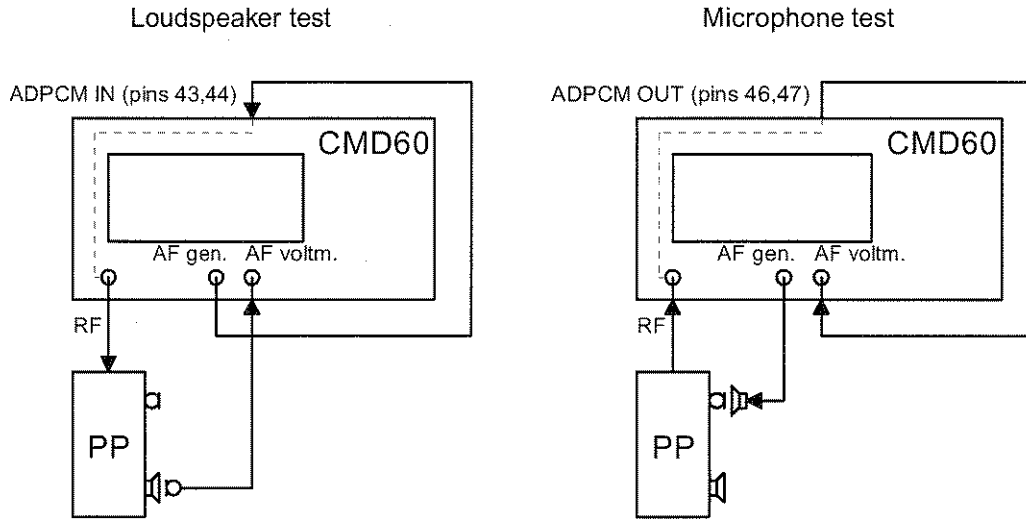 Loudspeaker test
ADPCM IN (pins 43,44)
CMD60
AF gen. AF voltm.
RF
PP
Microphone test
ADPCM OUT (pins 46,47)
CMD60
AF gen. AF voltm.
RF
PP